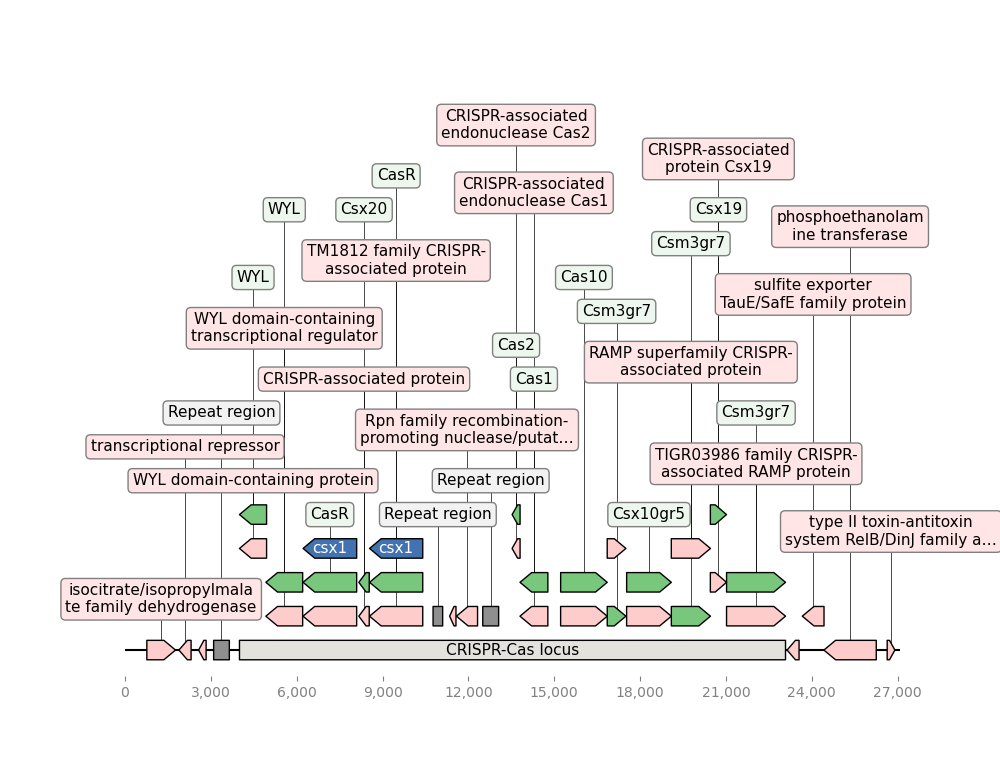 CRISPR-associated
endonuclease Cas2
CRISPR-associated
protein Csx19
CasR
CRISPR-associated
endonuclease Cas1
WYL
Csx20
Csx19
phosphoethanolam
ine transferase
Csm3gr7
TM1812 family CRISPR-
associated protein
WYL
Cas10
sulfite exporter
TauE/SafE family protein
Csm3gr7
WYL domain-containing
transcriptional regulator
Cas2
RAMP superfamily CRISPR-
associated protein
CRISPR-associated protein
Cas1
Repeat region
Csm3gr7
Rpn family recombination-
promoting nuclease/putat...
transcriptional repressor
TIGR03986 family CRISPR-
associated RAMP protein
WYL domain-containing protein
Repeat region
CasR
Repeat region
Csx10gr5
type II toxin-antitoxin
system RelB/DinJ family a...
csx1
csx1
isocitrate/isopropylmala
te family dehydrogenase
CRISPR-Cas locus
0
3,000
6,000
9,000
12,000
15,000
18,000
21,000
24,000
27,000